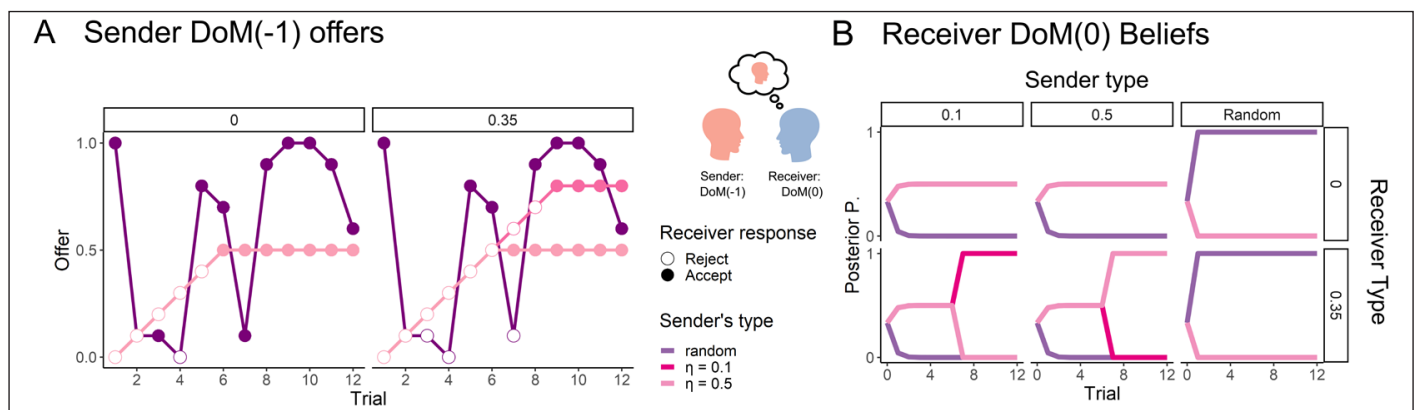 A Sender DoM(-1) offers
0 0.35
1.0
0.5
0.0
Offer
2 4 6 8 10 12 2 4 6 8 10 12
Trial
Sender:
DoM(-1)
Receiver:
DoM(0)
Receiver response
Reject
Accept
Sender's type
random
η = 0.1
η = 0.5
B Receiver DoM(0) Beliefs
Sender type
0.1 0.5 Random
1
0
1
0
Posterior P.
0
0.35
Receiver Type
0 4 8 12 0 4 8 12 0 4 8 12
Trial